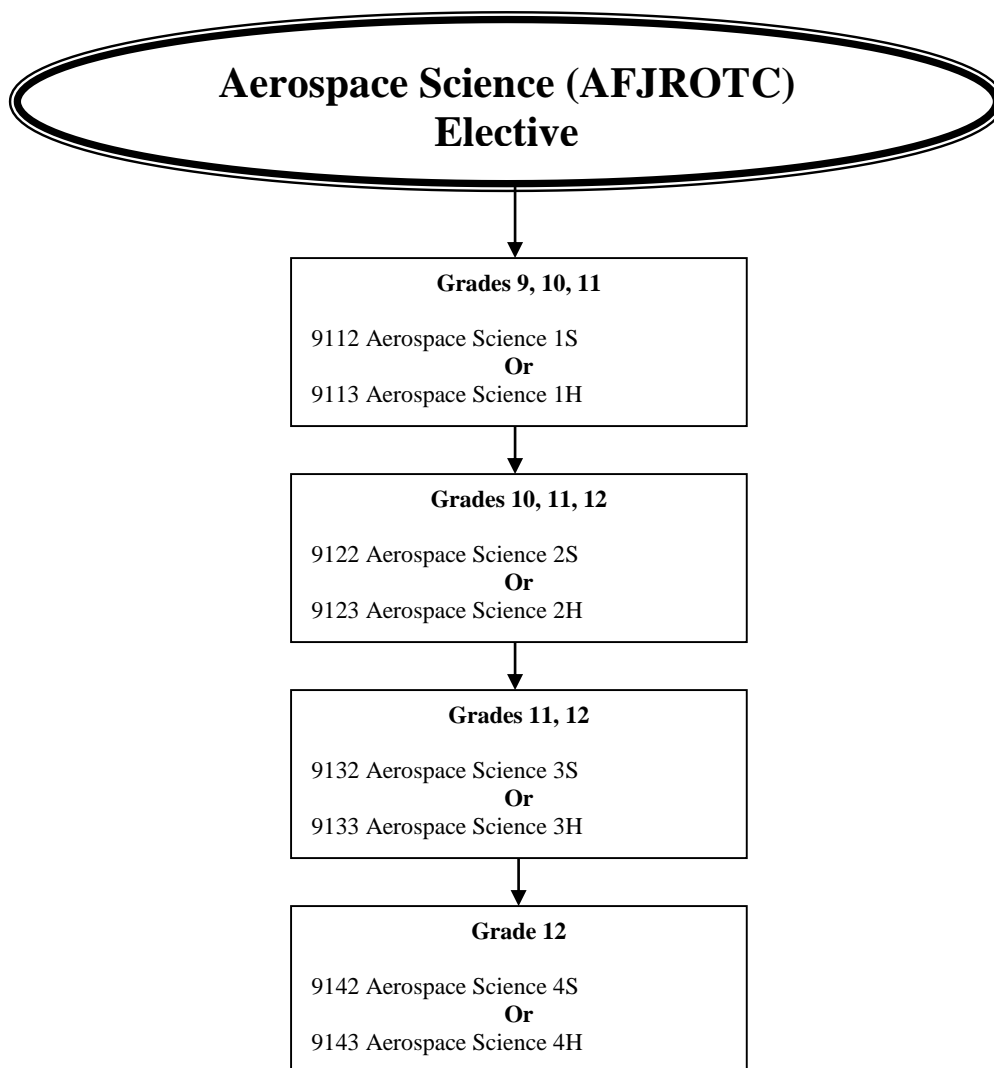 Aerospace Science (AFJROTC)
Elective
Grades 9, 10, 11
9112 Aerospace Science 1S
Or
9113 Aerospace Science 1H
Grades 10, 11, 12
9122 Aerospace Science 2S
Or
9123 Aerospace Science 2H
Grades 11, 12
9132 Aerospace Science 3S
Or
9133 Aerospace Science 3H
Grade 12
9142 Aerospace Science 4S
Or
9143 Aerospace Science 4H